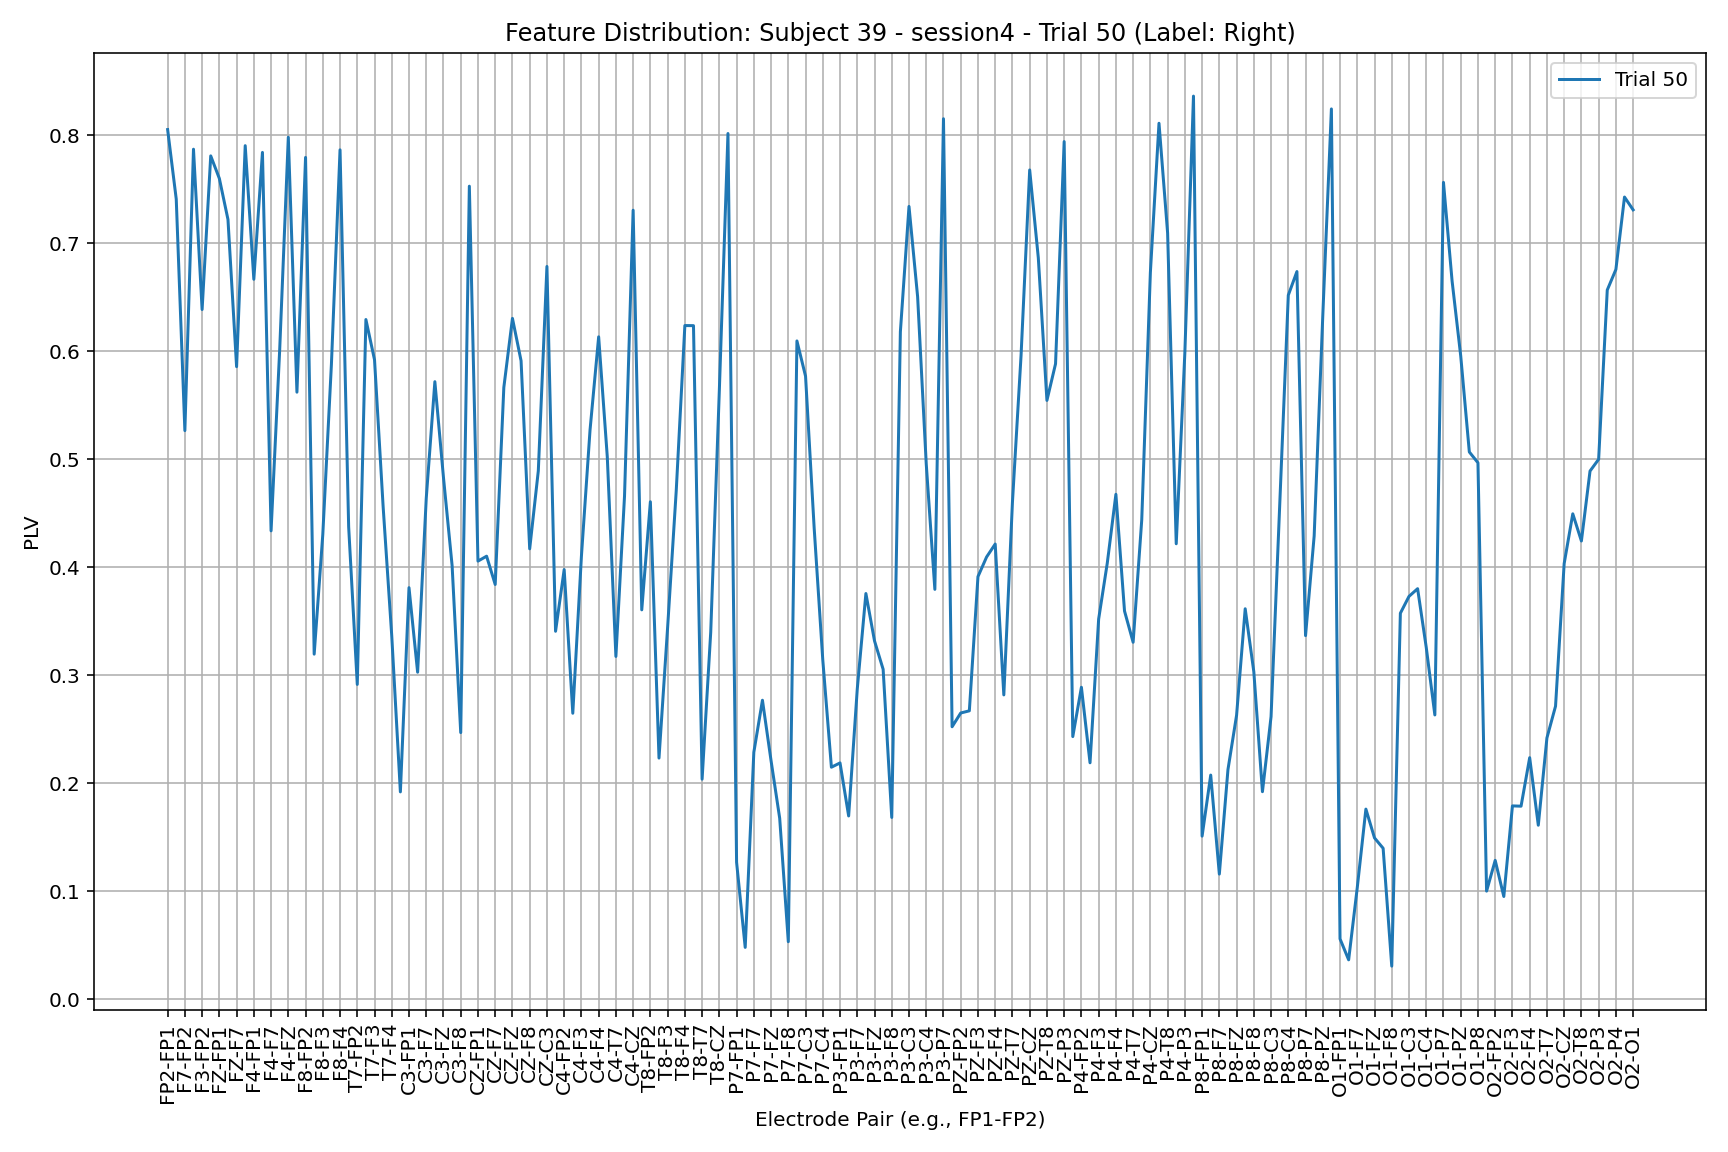 Feature Distribution: Subject 39 - session4 - Trial 50 (Label: Right)
Trial 50
PLV
0.8
0.7
0.6
0.5
0.4
0.3
0.2
0.1
0.0
FP2-FP1
F7-FP2
F3-FP2
FZ-FP1
FZ-F7
F4-FP1
F4-F7
F4-FZ
F8-FP2
F8-F3
F8-F4
T7-FP2
T7-F3
T7-F4
C3-FP1
C3-F7
C3-FZ
C3-F8
CZ-FP1
CZ-F7
CZ-FZ
CZ-F8
CZ-C3
C4-FP2
C4-F3
C4-F4
C4-T7
C4-CZ
T8-FP2
T8-F3
T8-F4
T8-T7
T8-CZ
P7-FP1
P7-F7
P7-FZ
P7-F8
P7-C3
P7-C4
P3-FP1
P3-F7
P3-FZ
P3-F8
P3-C3
P3-C4
P3-P7
PZ-FP2
PZ-F3
PZ-F4
PZ-T7
PZ-CZ
PZ-T8
PZ-P3
P4-FP2
P4-F3
P4-F4
P4-T7
P4-CZ
P4-T8
P4-P3
P8-FP1
P8-F7
P8-FZ
P8-F8
P8-C3
P8-C4
P8-P7
P8-PZ
O1-FP1
O1-F7
O1-FZ
O1-F8
O1-C3
O1-C4
O1-P7
O1-PZ
O1-P8
O2-FP2
O2-F3
O2-F4
O2-T7
O2-CZ
O2-T8
O2-P3
O2-P4
O2-O1
Electrode Pair (e.g., FP1-FP2)